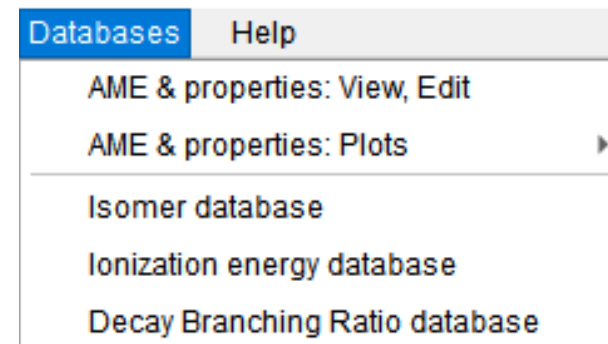 Databases Help
AME & properties: View, Edit
AME & properties: Plots
Isomer database
Ionization energy database
Decay Branching Ratio database